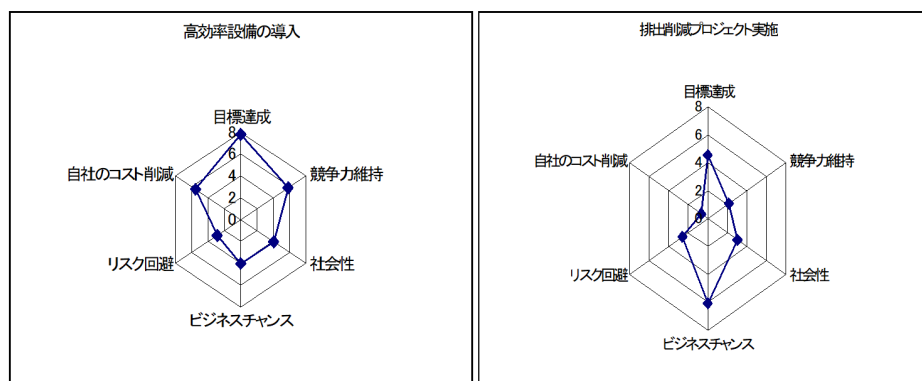 高効率設備の導入
目標達成
8
6
4
2
0
競争力維持
社会性
ビジネスチャンス
リスク回避
自社のコスト削減
排出削減プロジェクト実施
目標達成
8
6
4
2
0
競争力維持
社会性
ビジネスチャンス
リスク回避
自社のコスト削減